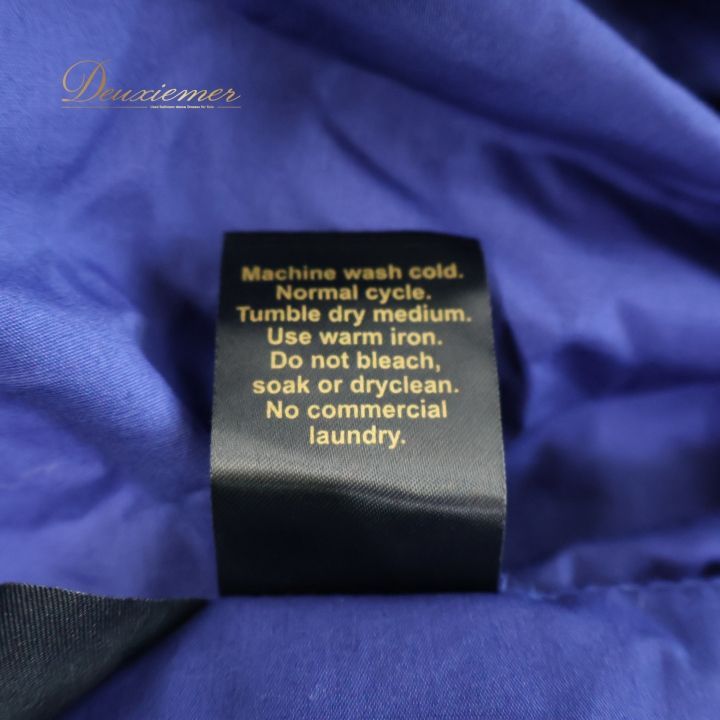 Deuxiemer
Machine wash cold.
Normal cycle.
Tumble dry medium.
Use warm iron.
Do not bleach,
soak or dryclean.
No commercial
laundry.